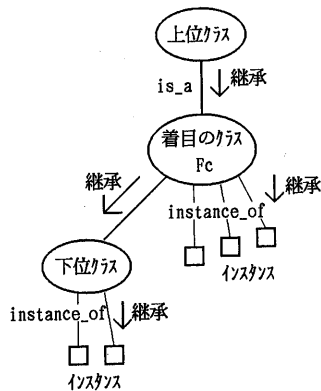 上位クラス
is_a
継承
着目のクラス
Fc
継承
継承
instance_of
インスタンス
下位クラス
instance_of
継承
インスタンス